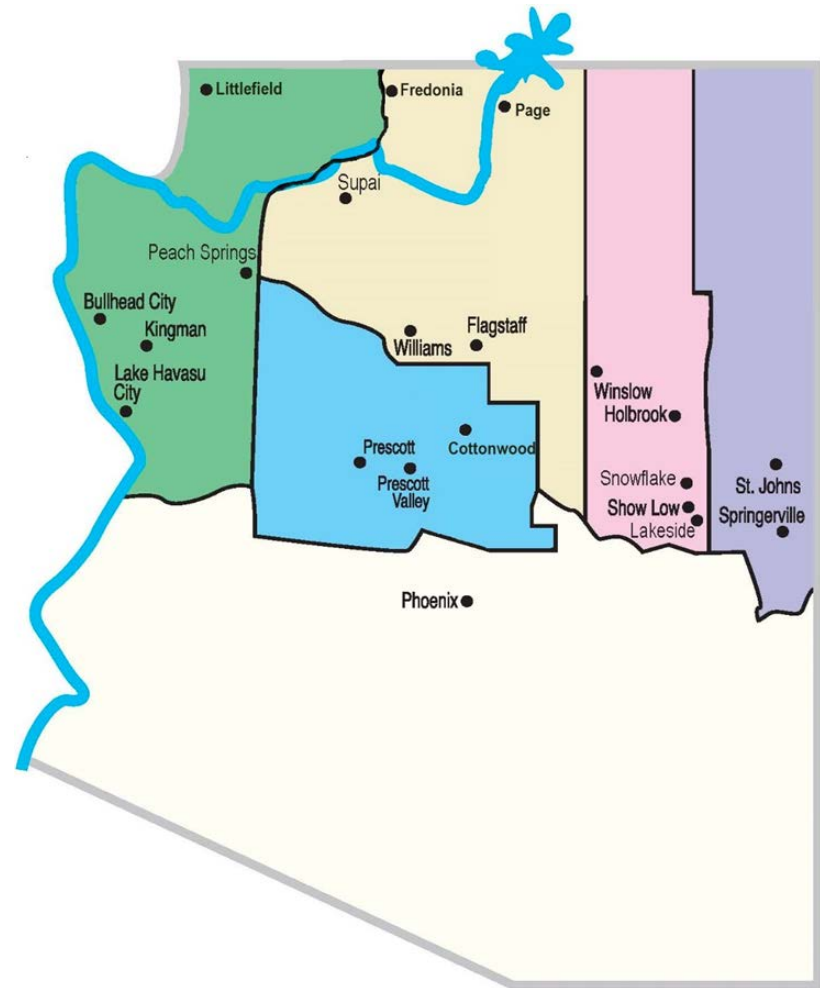 Littlefield
Fredonia
Page
Supai
Peach Springs
Bullhead City
Kingman
Williams
Flagstaff
Lake Havasu
City
Winslow
Holbrook
Prescott
Cottonwood
Prescott
Valley
Snowflake
Show Low
Lakeside
St. Johns
Springerville
Phoenix